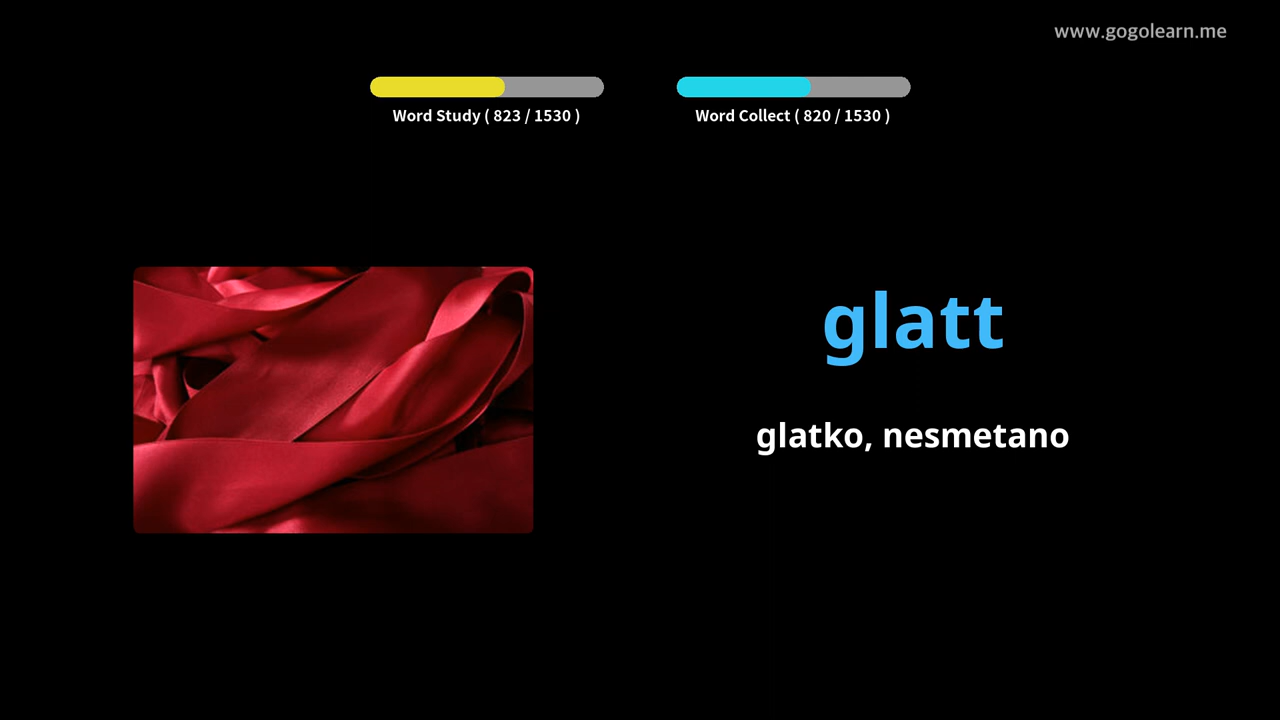 www.gogolearn.me
Word Study ( 823 / 1530 )
Word Collect ( 820 / 1530 )
glatt
glatko, nesmetano